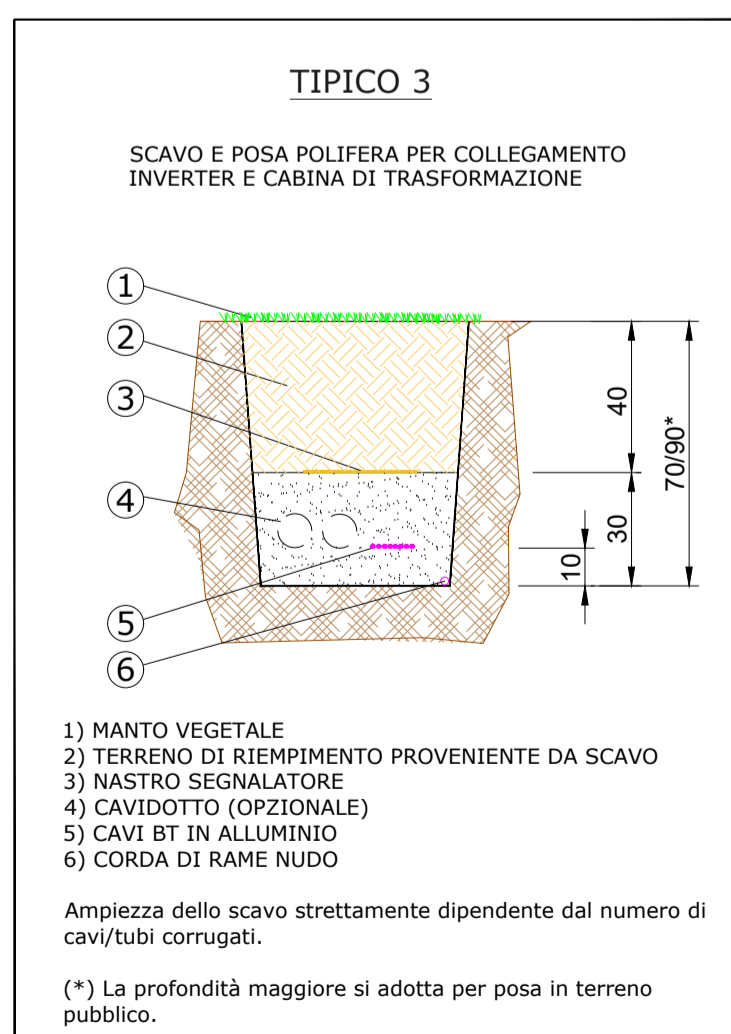 TIPICO 3
SCAVO E POSA POLIFERA PER COLLEGAMENTO
INVERTER E CABINA DI TRASFORMAZIONE
1
2
3
4
5
6
40
30
10
70/90*
1) MANTO VEGETALE
2) TERRENO DI RIEMPIMENTO PROVENIENTE DA SCAVO
3) NASTRO SEGNALATORE
4) CAVIDOTTO (OPZIONALE)
5) CAVI BT IN ALLUMINIO
6) CORDA DI RAME NUDO
Ampiezza dello scavo strettamente dipendente dal numero di
cavi/tubi corrugati.
(*) La profondità maggiore si adotta per posa in terreno
pubblico.